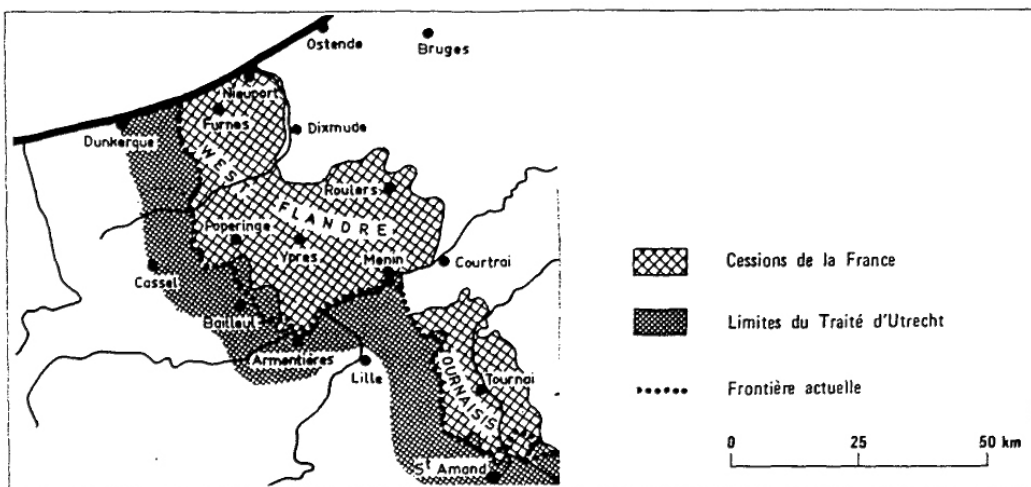 Ostende
Bruges
Nieuport
Furnes
Dixmude
Dunkerque
WEST
Roulers
FLANDRE
Poperinge
Ypres
Menin
Courtrai
Cassel
Bailleul
Armentières
Lille
TOURNAISIS
Tournai
St Amand
Cessions de la France
Limites du Traité d'Utrecht
Frontière actuelle
0 25 50 km